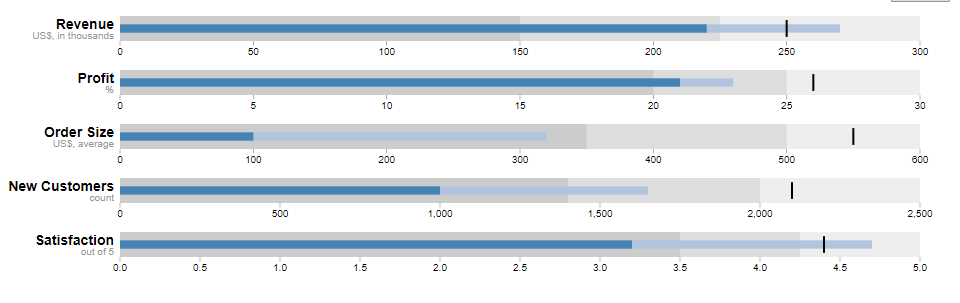 Revenue
US$, in thousands
0 50 100 150 200 250 300
Profit
%
0 5 10 15 20 25 30
Order Size
US$, average
0 100 200 300 400 500 600
New Customers
count
0 500 1,000 1,500 2,000 2,500
Satisfaction
out of 5
0.0 0.5 1.0 1.5 2.0 2.5 3.0 3.5 4.0 4.5 5.0